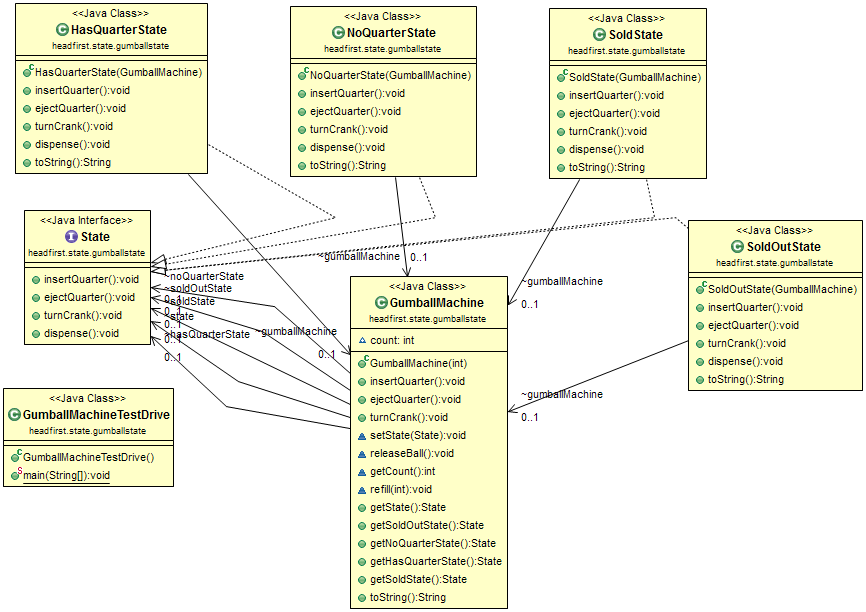 <<Java Class>>
HasQuarterState
headfirst.state.gumballstate
HasQuarterState(GumballMachine)
insertQuarter():void
ejectQuarter():void
turnCrank():void
dispense():void
toString():String
<<Java Class>>
NoQuarterState
headfirst.state.gumballstate
NoQuarterState(GumballMachine)
insertQuarter():void
ejectQuarter():void
turnCrank():void
dispense():void
toString():String
<<Java Class>>
SoldState
headfirst.state.gumballstate
SoldState(GumballMachine)
insertQuarter():void
ejectQuarter():void
turnCrank():void
dispense():void
toString():String
<<Java Interface>>
State
headfirst.state.gumballstate
insertQuarter():void
ejectQuarter():void
turnCrank():void
dispense():void
<<Java Class>>
SoldOutState
headfirst.state.gumballstate
SoldOutState(GumballMachine)
insertQuarter():void
ejectQuarter():void
turnCrank():void
dispense():void
toString():String
~gumballMachine
0..1
~noQuarterState
~soldOutState
0..1
~soldState
0..1
~state
0..1
~hasQuarterState
0..1
0..1
~gumballMachine
0..1
~gumballMachine
0..1
~gumballMachine
0..1
<<Java Class>>
GumballMachine
headfirst.state.gumballstate
count: int
GumballMachine(int)
insertQuarter():void
ejectQuarter():void
turnCrank():void
setState(State):void
releaseBall():void
getCount():int
refill(int):void
getState():State
getSoldOutState():State
getNoQuarterState():State
getHasQuarterState():State
getSoldState():State
toString():String
<<Java Class>>
GumballMachineTestDrive
headfirst.state.gumballstate
GumballMachineTestDrive()
main(String[]):void